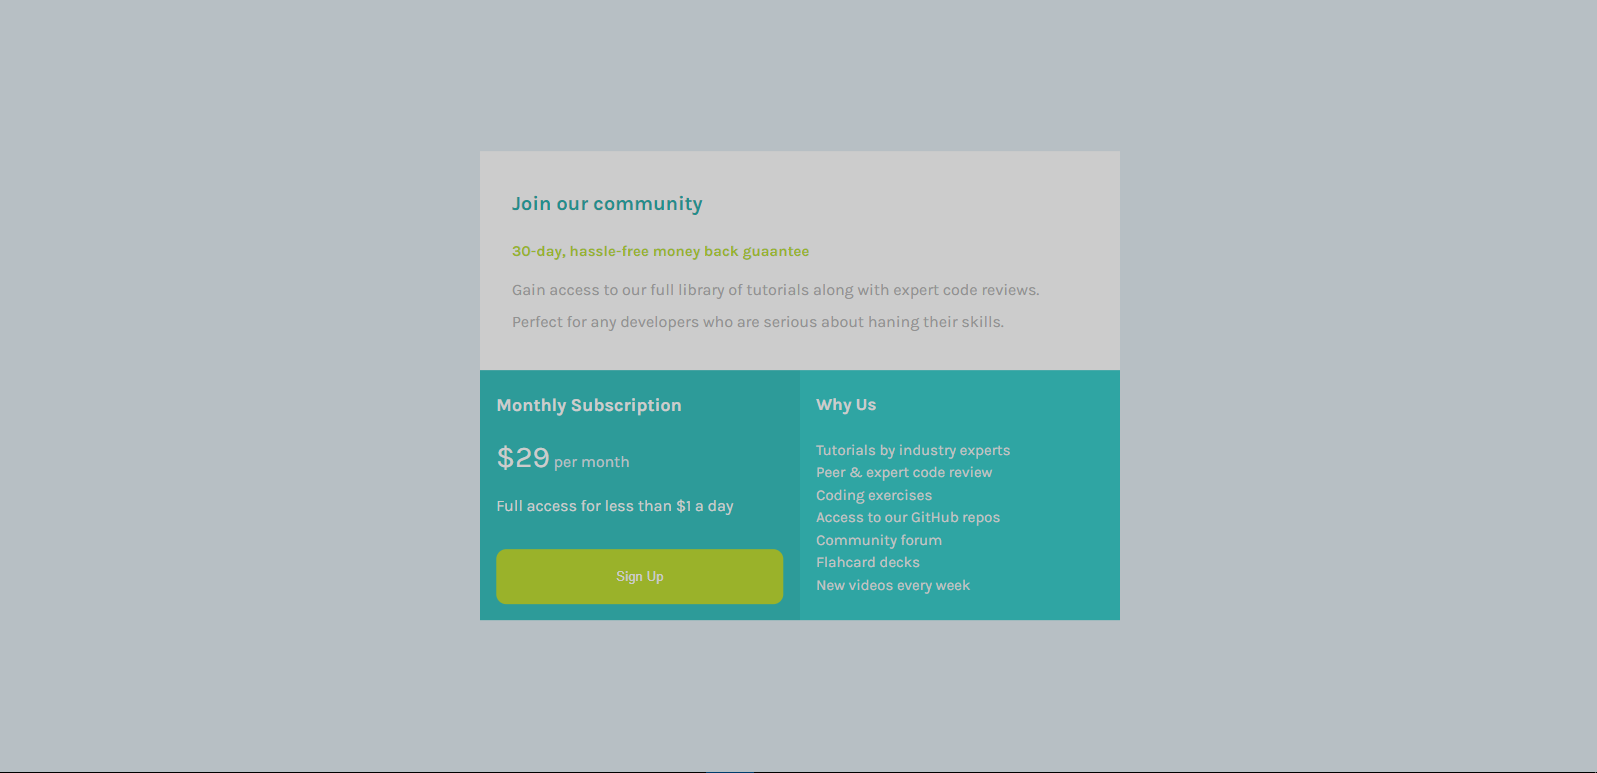 Join our community
30-day, hassle-free money back guaantee
Gain access to our full library of tutorials along with expert code reviews.
Perfect for any developers who are serious about haning their skills.
Monthly Subscription
$29 per month
Full access for less than $1 a day
Sign Up
Why Us
Tutorials by industry experts
Peer & expert code review
Coding exercises
Access to our GitHub repos
Community forum
Flahcard decks
New videos every week